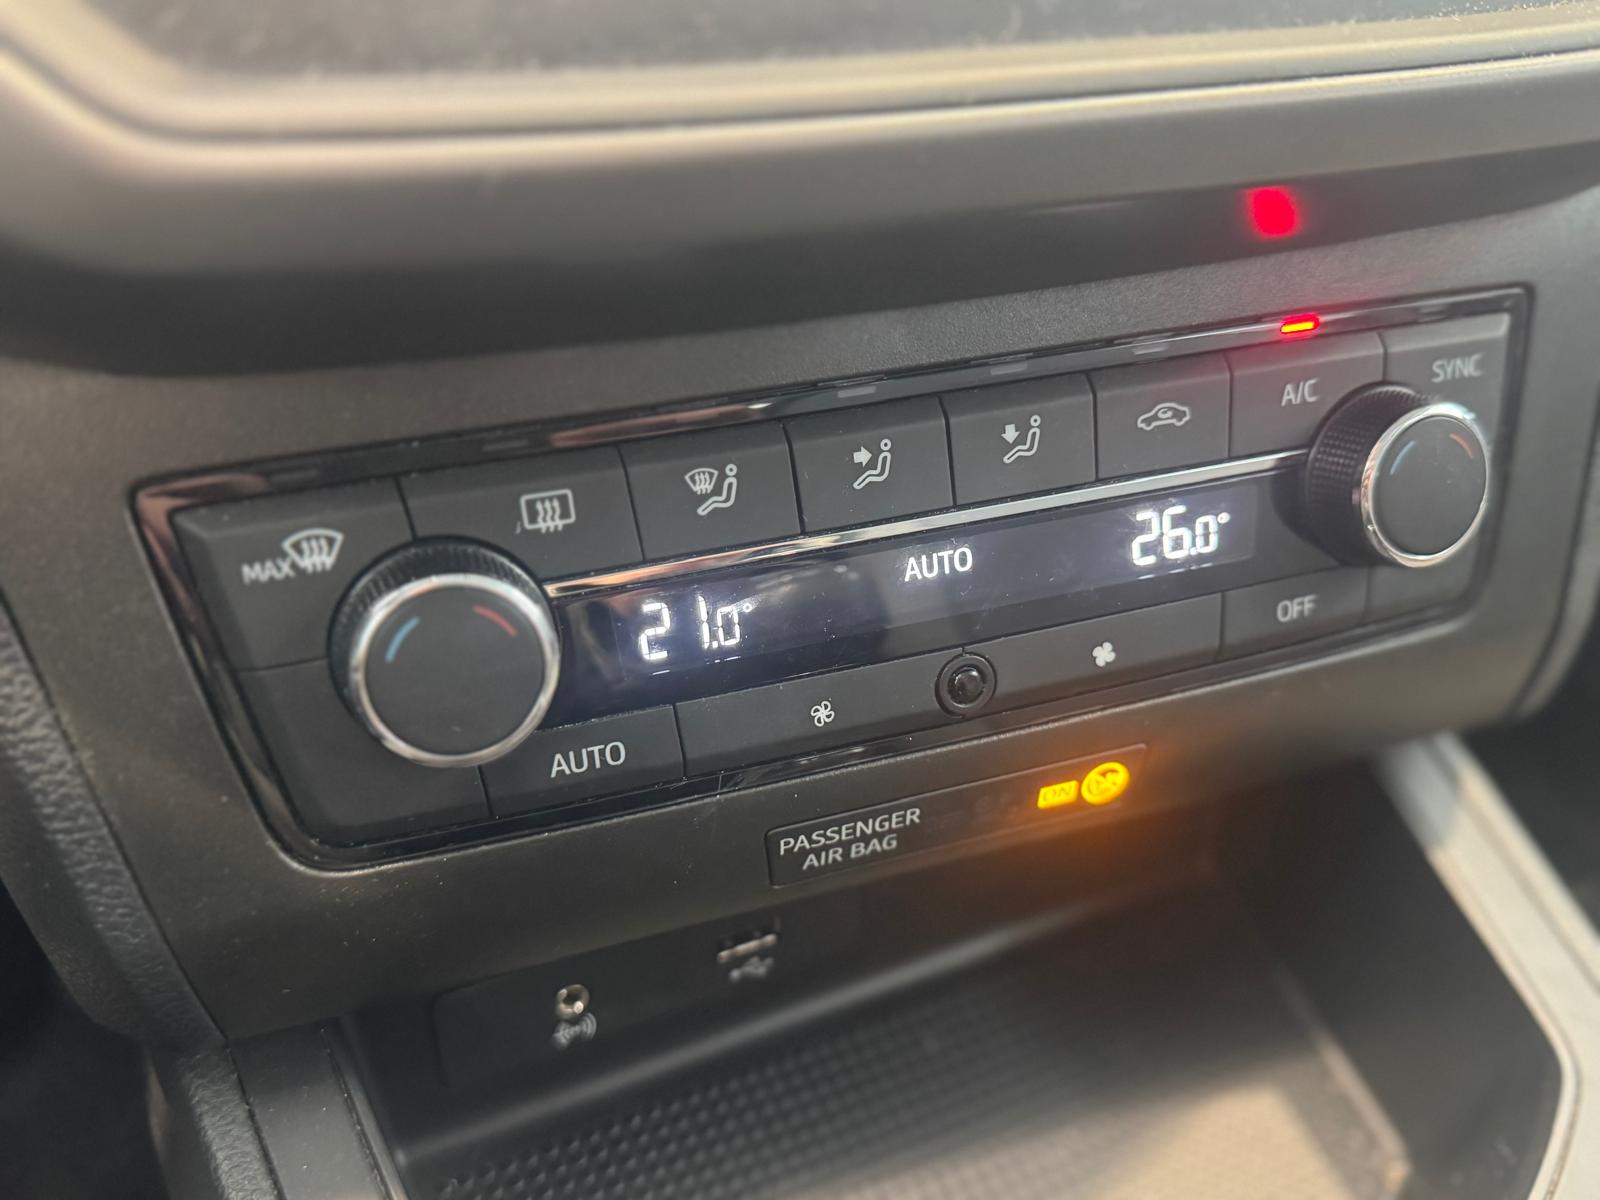 SYNC
A/C
MAX
21.0°
AUTO
26.0°
OFF
AUTO
ON
PASSENGER
AIR BAG